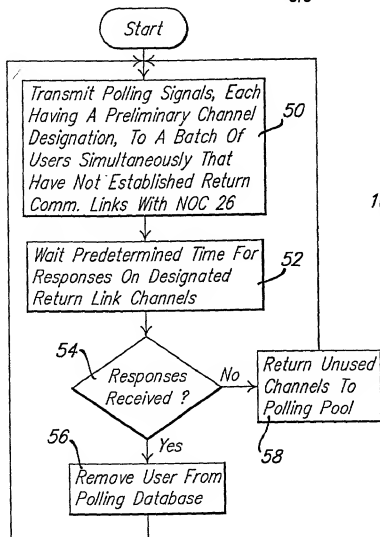 Start
Transmit Polling Signals, Each
Having A Preliminary Channel
Designation, To A Batch Of
Users Simultaneously That
Have Not Established Return
Comm. Links With NOC 26
50
Wait Predetermined Time For
Responses On Designated
Return Link Channels
52
54
Responses
Received ?
No
Return Unused
Channels To
Polling Pool
58
Yes
56
Remove User From
Polling Database